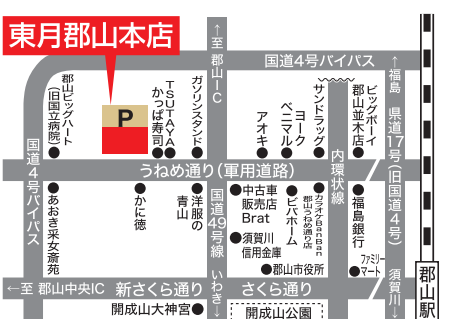 東月郡山本店
←至 郡山IC
国道4号バイパス
←福島 県道17号(旧国道4号) 須賀川→
郡山ビッグハート
(旧国立病院)
P
TSUTAYA
かっぱ寿司
ガソリンスタンド
アオキ
ヨーク
ベニマル
サンドラッグ
ビッグボーイ
郡山並木店
うねめ通り(軍用道路)
内環状線
国道4号バイパス
あおき采女斎苑
かに徳
洋服の
青山
国道49号線 いわき→
中古車
販売店
Brat
須賀川
信用金庫
ビバホーム
カラオケBanBan
郡山うねめ通り店
福島銀行
郡山市役所
ファミリー
マート
←至 郡山中央IC 新さくら通り
さくら通り
開成山大神宮
開成山公園
郡山駅